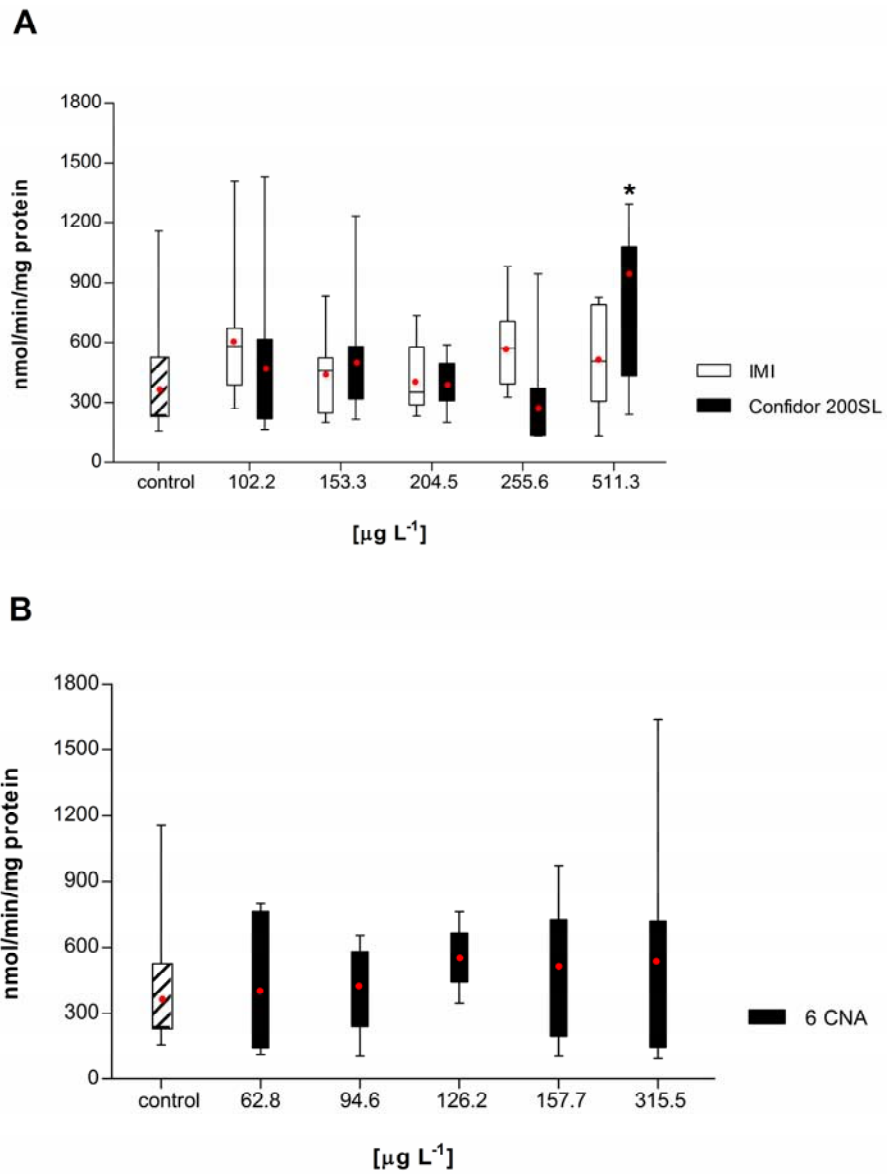 A
1800
1500
1200
900
600
300
0
nmol/min/mg protein
*
control 102.2 153.3 204.5 255.6 511.3
[μg L⁻¹]
IMI
Confidor 200SL
B
1800
1500
1200
900
600
300
0
nmol/min/mg protein
control 62.8 94.6 126.2 157.7 315.5
[μg L⁻¹]
6 CNA